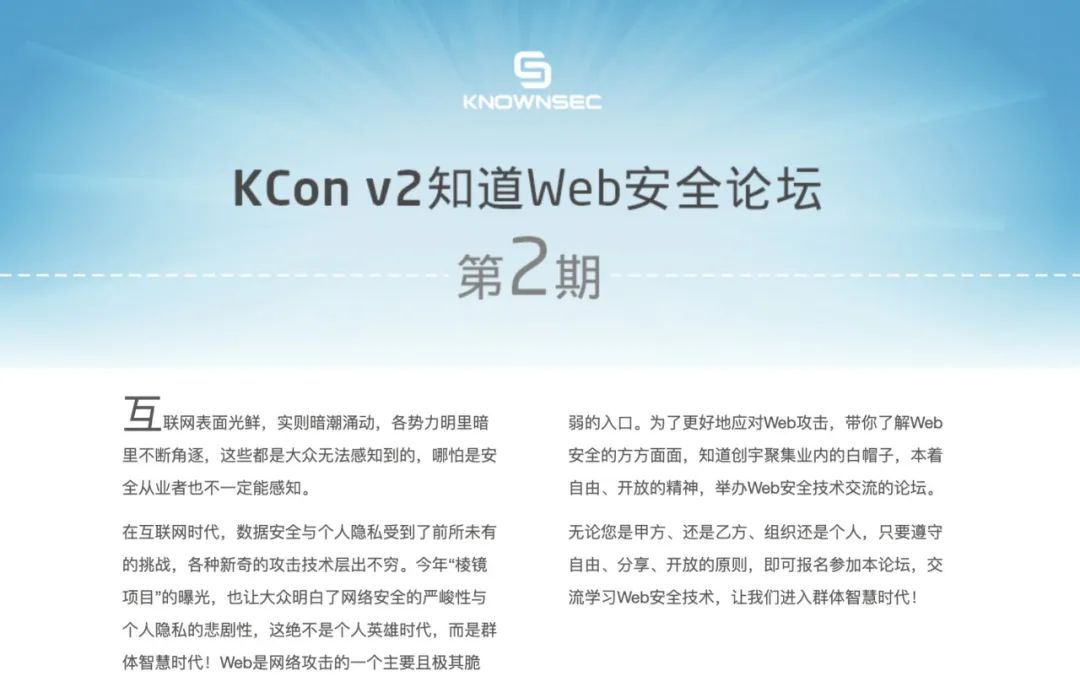 KNOWNSEC
KCon v2知道Web安全论坛
第2期
互联网表面光鲜，实则暗潮涌动，各势力明里暗
里不断角逐，这些都是大众无法感知到的，哪怕是安
全从业者也不一定能感知。
在互联网时代，数据安全与个人隐私受到了前所未有
的挑战，各种新奇的攻击技术层出不穷。今年“棱镜
项目”的曝光，也让大众明白了网络安全的严峻性与
个人隐私的悲剧性，这绝不是个人英雄时代，而是群
体智慧时代！Web是网络攻击的一个主要且极其脆
弱的入口。为了更好地应对Web攻击，带你了解Web
安全的方方面面，知道创宇聚集业内的白帽子，本着
自由、开放的精神，举办Web安全技术交流的论坛。
无论您是甲方、还是乙方、组织还是个人，只要遵守
自由、分享、开放的原则，即可报名参加本论坛，交
流学习Web安全技术，让我们进入群体智慧时代！